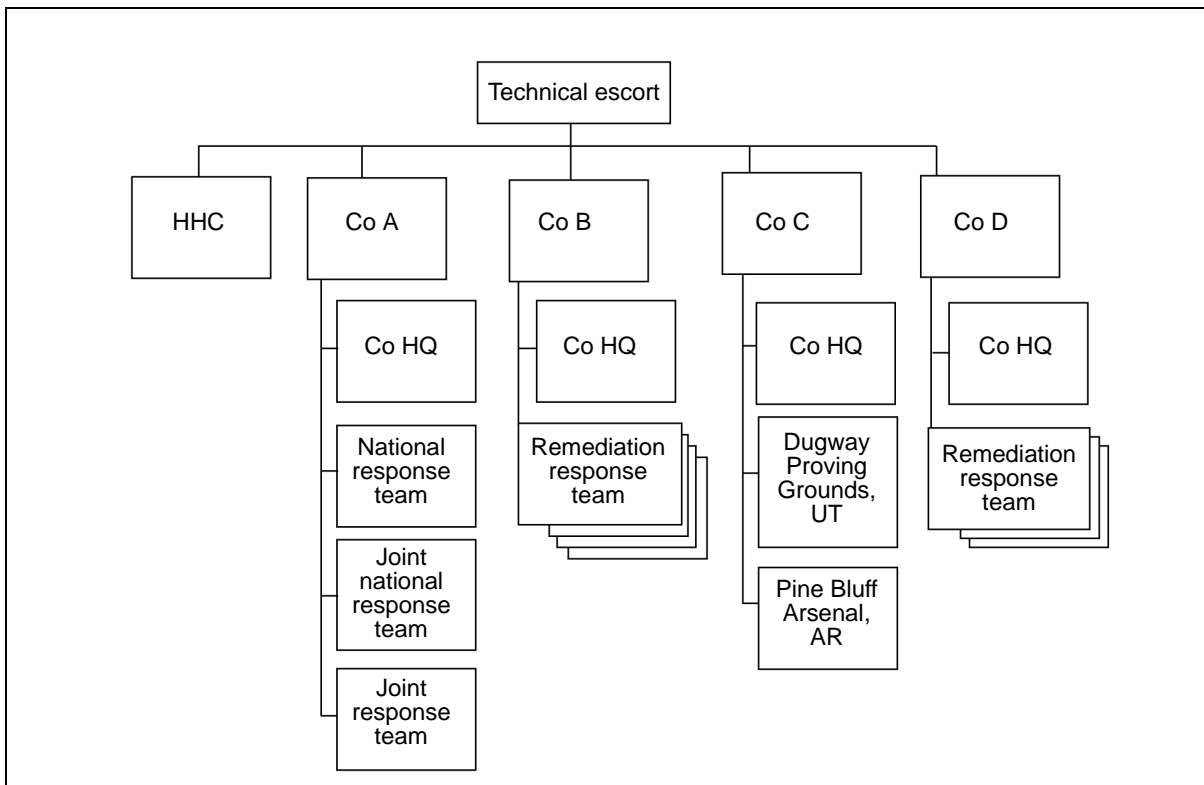 Technical escort
HHC
Co A
Co B
Co C
Co D
Co HQ
Co HQ
Co HQ
Co HQ
National
response
team
Remediation
response
team
Dugway
Proving
Grounds,
UT
Remediation
response
team
Joint
national
response
team
Pine Bluff
Arsenal,
AR
Joint
response
team